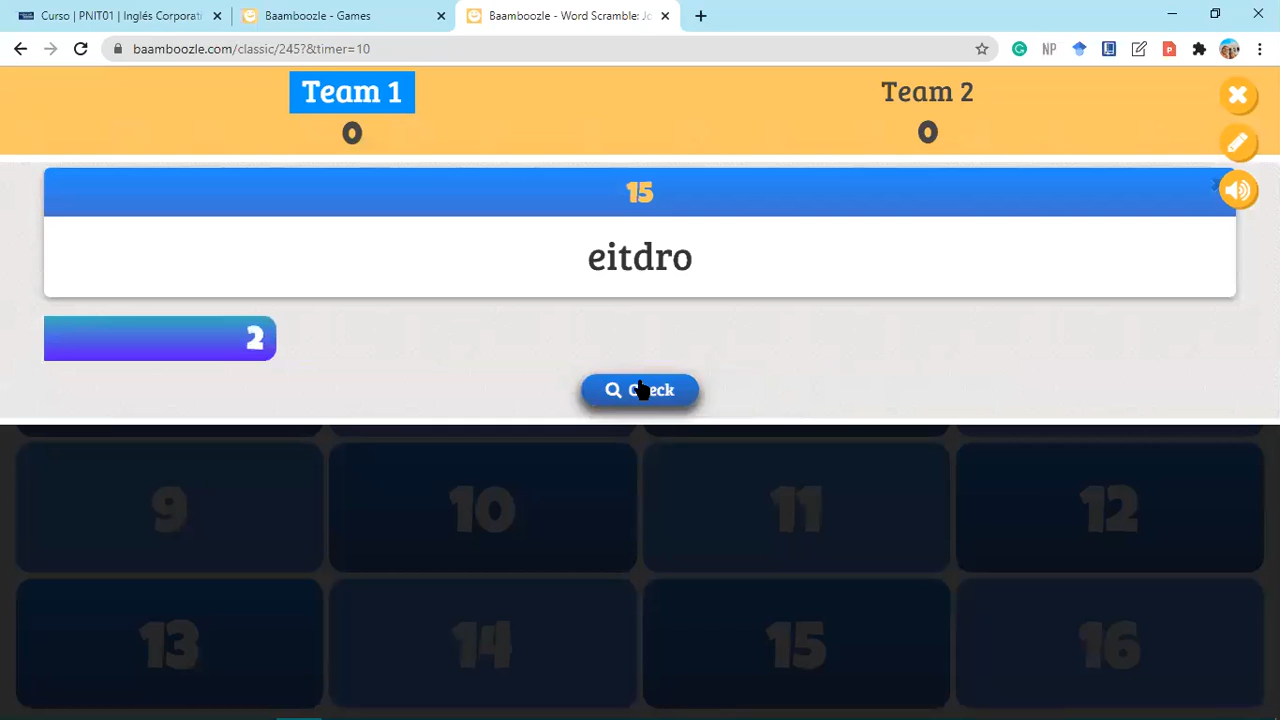 Curso | PNIT01 | Inglés Corporati
Baamboozle - Games
Baamboozle - Word Scramble: Jo
baamboozle.com/classic/245?&timer=10
NP
Team 1
Team 2
0
0
15
eitdro
2
Check
9
10
11
12
13
14
15
16